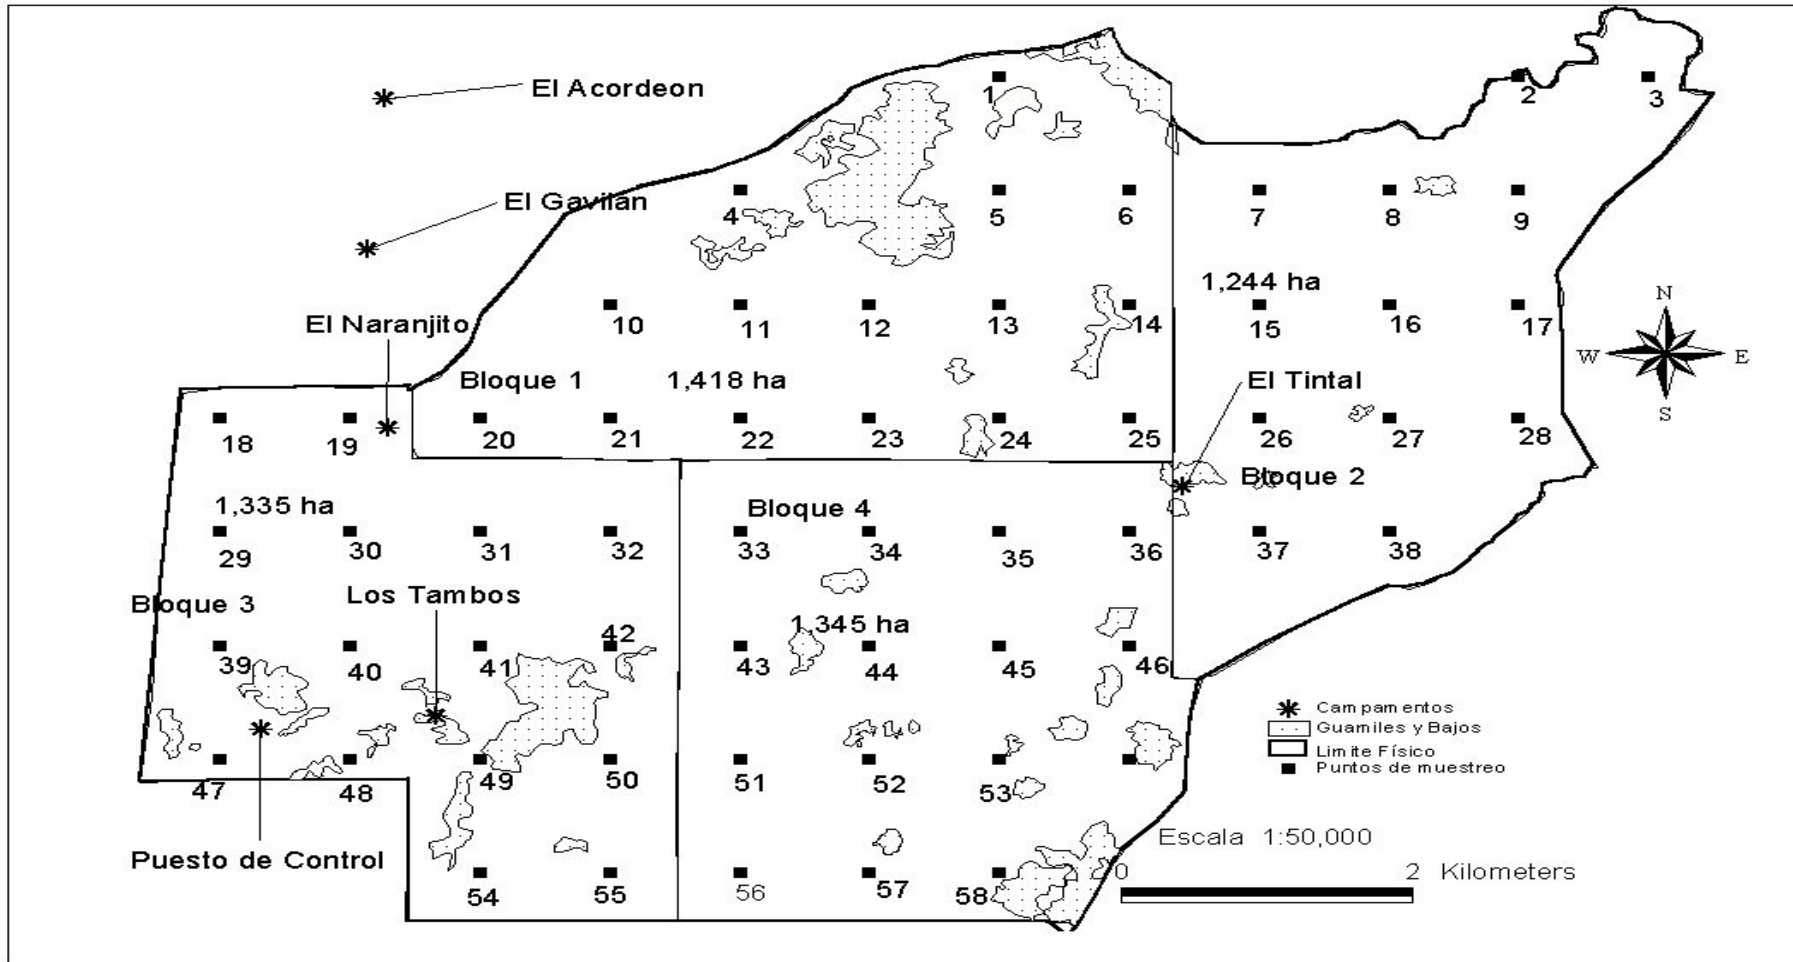 El Acordeon
1
2
3
El Gavilan
4
5
6
7
8
9
1,244 ha
N
El Naranjito
10
11
12
13
14
15
16
17
W
E
Bloque 1
1,418 ha
El Tintal
S
18
19
20
21
22
23
24
25
26
27
28
Bloque 2
1,335 ha
Bloque 4
29
30
31
32
33
34
35
36
37
38
Los Tambos
Bloque 3
1,345 ha
42
39
40
41
43
44
45
46
Campamentos
Guamiles y Bajos
Limite Físico
Puntos de muestreo
47
48
49
50
51
52
53
Escala 1:50,000
Puesto de Control
0
2 Kilometers
54
55
56
57
58